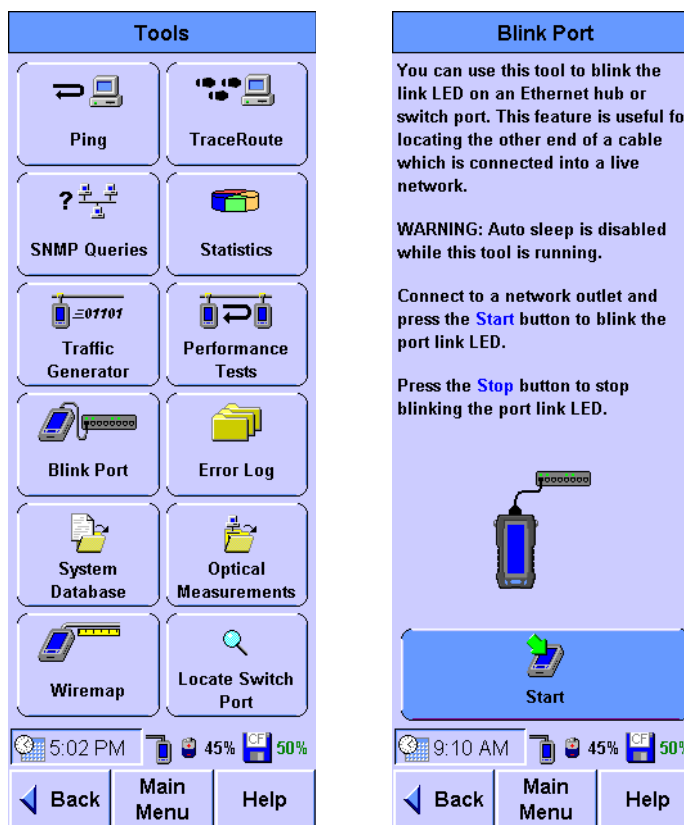 Tools
Ping
TraceRoute
?
SNMP Queries
Statistics
01101
Traffic
Generator
Performance
Tests
Blink Port
Error Log
System
Database
Optical
Measurements
Wiremap
Locate Switch
Port
5:02 PM
45%
CF
50%
Back
Main
Menu
Help
Blink Port
You can use this tool to blink the
link LED on an Ethernet hub or
switch port. This feature is useful fo
locating the other end of a cable
which is connected into a live
network.
WARNING: Auto sleep is disabled
while this tool is running.
Connect to a network outlet and
press the Start button to blink the
port link LED.
Press the Stop button to stop
blinking the port link LED.
Start
9:10 AM
45%
CF
50%
Back
Main
Menu
Help